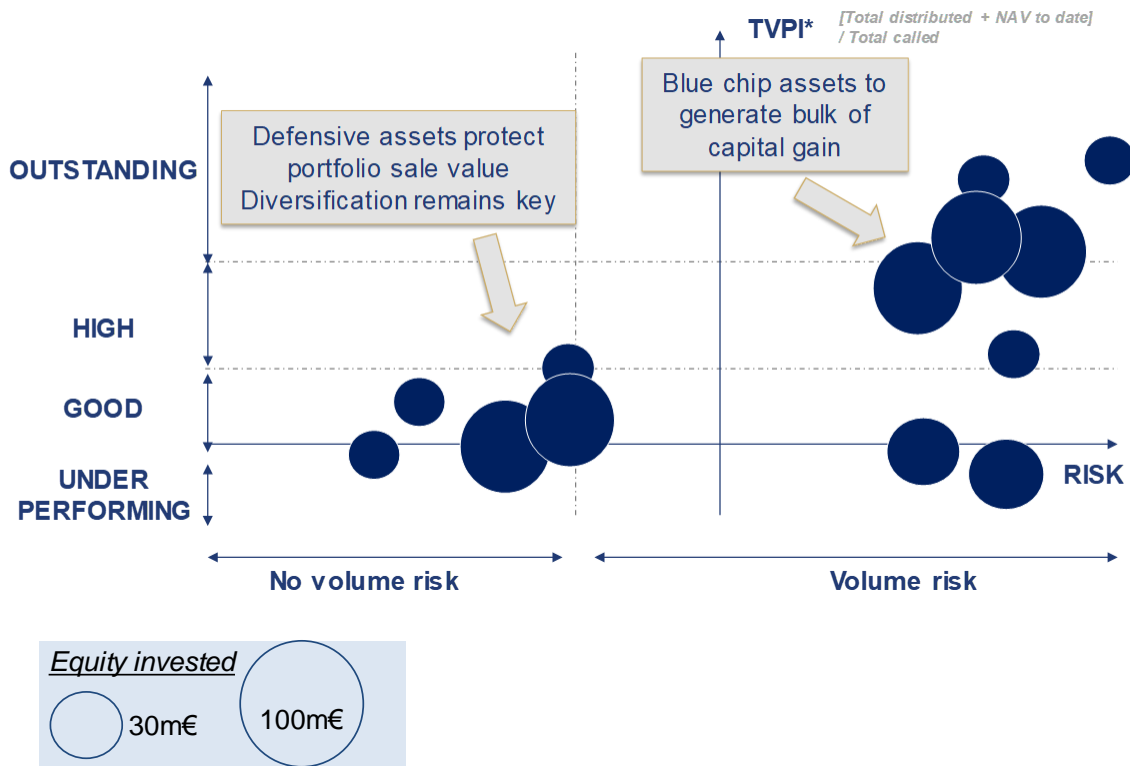 TVPI*
[Total distributed + NAV to date]
/ Total called
Blue chip assets to
generate bulk of
capital gain
Defensive assets protect
portfolio sale value
Diversification remains key
OUTSTANDING
HIGH
GOOD
UNDER
PERFORMING
RISK
No volume risk
Volume risk
Equity invested
30m€
100m€